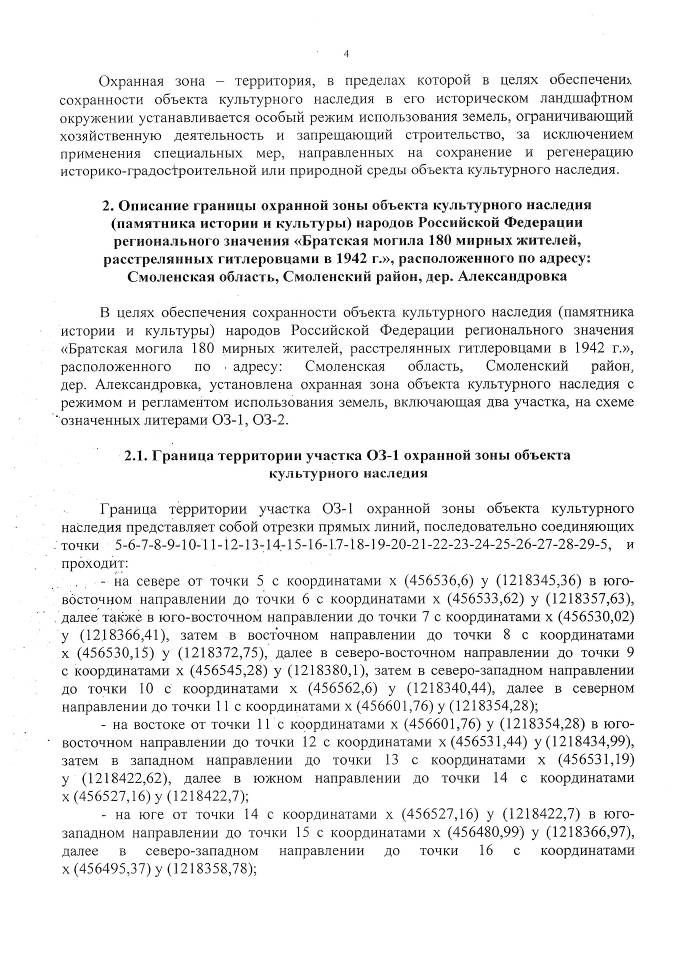 4
Охранная зона – территория, в пределах которой в целях обеспечения
сохранности объекта культурного наследия в его историческом ландшафтном
окружении устанавливается особый режим использования земель, ограничивающий
хозяйственную деятельность и запрещающий строительство, за исключением
применения специальных мер, направленных на сохранение и регенерацию
историко-градостроительной или природной среды объекта культурного наследия.
2. Описание границы охранной зоны объекта культурного наследия
(памятника истории и культуры) народов Российской Федерации
регионального значения «Братская могила 180 мирных жителей,
расстрелянных гитлеровцами в 1942 г.», расположенного по адресу:
Смоленская область, Смоленский район, дер. Александровка
В целях обеспечения сохранности объекта культурного наследия (памятника
истории и культуры) народов Российской Федерации регионального значения
«Братская могила 180 мирных жителей, расстрелянных гитлеровцами в 1942 г.»,
расположенного по адресу: Смоленская область, Смоленский район,
дер. Александровка, установлена охранная зона объекта культурного наследия с
режимом и регламентом использования земель, включающая два участка, на схеме
означенных литерами ОЗ-1, ОЗ-2.
2.1. Граница территории участка ОЗ-1 охранной зоны объекта
культурного наследия
Граница территории участка ОЗ-1 охранной зоны объекта культурного
наследия представляет собой отрезки прямых линий, последовательно соединяющих
точки 5-6-7-8-9-10-11-12-13-14-15-16-17-18-19-20-21-22-23-24-25-26-27-28-29-5, и
проходит:
- на севере от точки 5 с координатами x (456536,6) y (1218345,36) в юго-
восточном направлении до точки 6 с координатами x (456533,62) y (1218357,63),
далее также в юго-восточном направлении до точки 7 с координатами x (456530,02)
y (1218366,41), затем в восточном направлении до точки 8 с координатами
x (456530,15) y (1218372,75), далее в северо-восточном направлении до точки 9
с координатами x (456545,28) y (1218380,1), затем в северо-западном направлении
до точки 10 с координатами x (456562,6) y (1218340,44), далее в северном
направлении до точки 11 с координатами x (456601,76) y (1218354,28);
- на востоке от точки 11 с координатами x (456601,76) y (1218354,28) в юго-
восточном направлении до точки 12 с координатами x (456531,44) y (1218434,99),
затем в западном направлении до точки 13 с координатами x (456531,19)
y (1218422,62), далее в южном направлении до точки 14 с координатами
x (456527,16) y (1218422,7);
- на юге от точки 14 с координатами x (456527,16) y (1218422,7) в юго-
западном направлении до точки 15 с координатами x (456480,99) y (1218366,97),
далее в северо-западном направлении до точки 16 с координатами
x (456495,37) y (1218358,78);